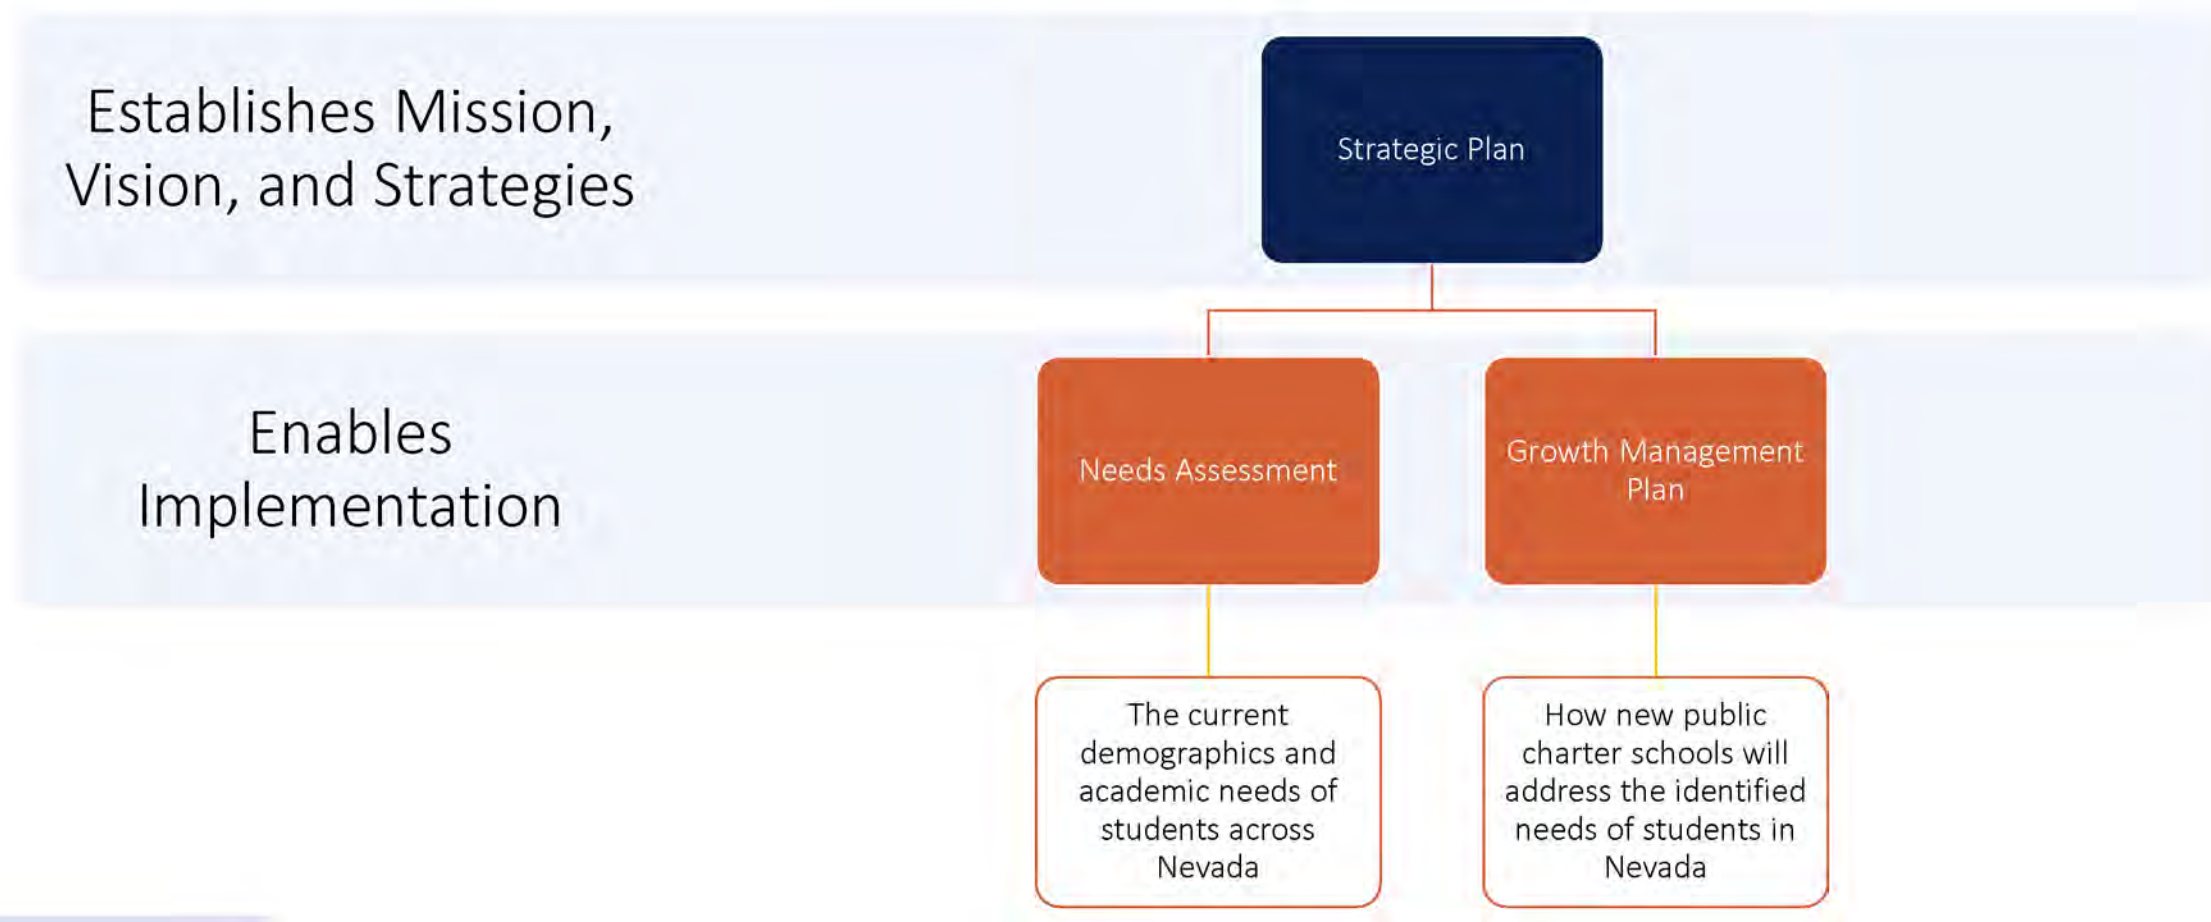 Establishes Mission,
Vision, and Strategies
Strategic Plan
Enables
Implementation
Needs Assessment
Growth Management
Plan
The current
demographics and
academic needs of
students across
Nevada
How new public
charter schools will
address the identified
needs of students in
Nevada